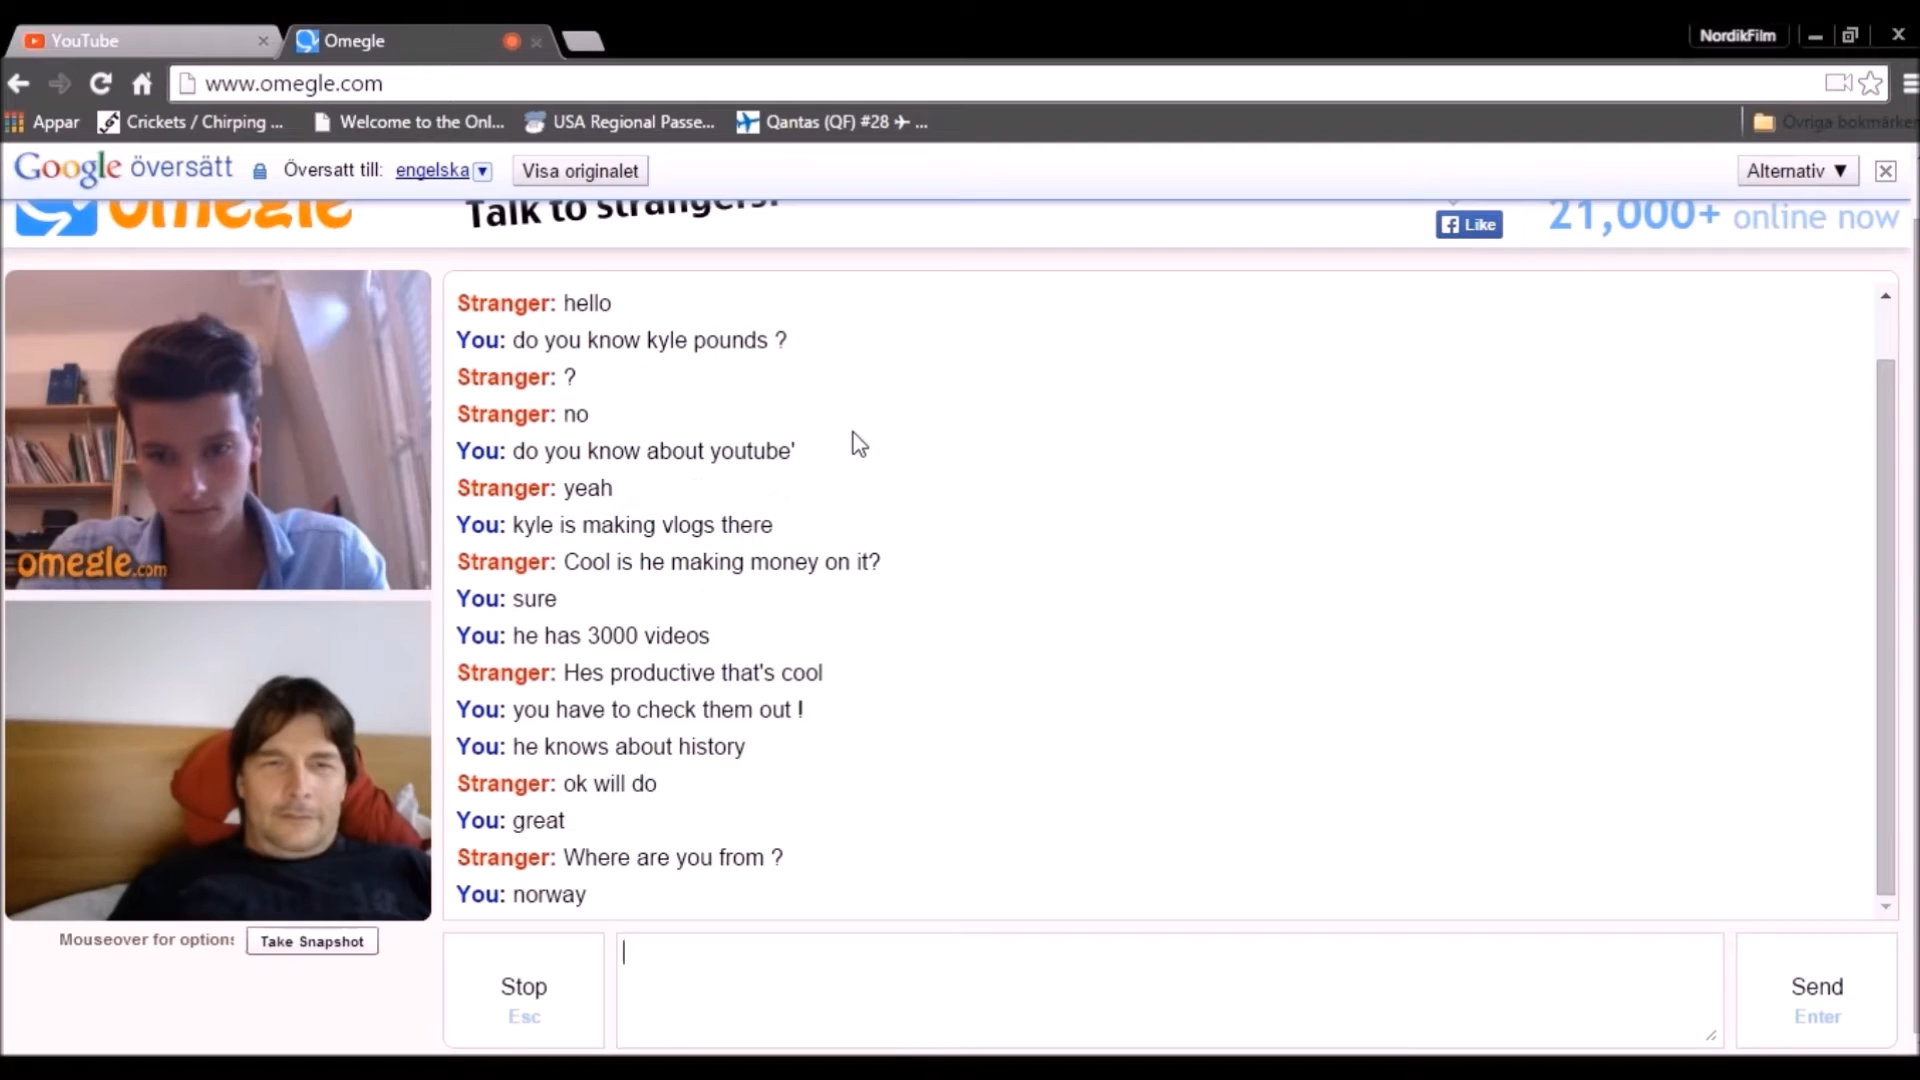 YouTube
Omegle
NordikFilm
www.omegle.com
Appar
Crickets / Chirping ...
Welcome to the Onl...
USA Regional Passe...
Qantas (QF) #28 ✈ ...
Övriga bokmärken
Google översätt
Översatt till: engelska
Visa originalet
Alternativ ▼
omegle
Talk to strangers!
Like
21,000+ online now
omegle.com
Stranger: hello
You: do you know kyle pounds ?
Stranger: ?
Stranger: no
You: do you know about youtube'
Stranger: yeah
You: kyle is making vlogs there
Stranger: Cool is he making money on it?
You: sure
You: he has 3000 videos
Stranger: Hes productive that's cool
You: you have to check them out !
You: he knows about history
Stranger: ok will do
You: great
Stranger: Where are you from ?
You: norway
Mouseover for options
Take Snapshot
Stop
Esc
Send
Enter